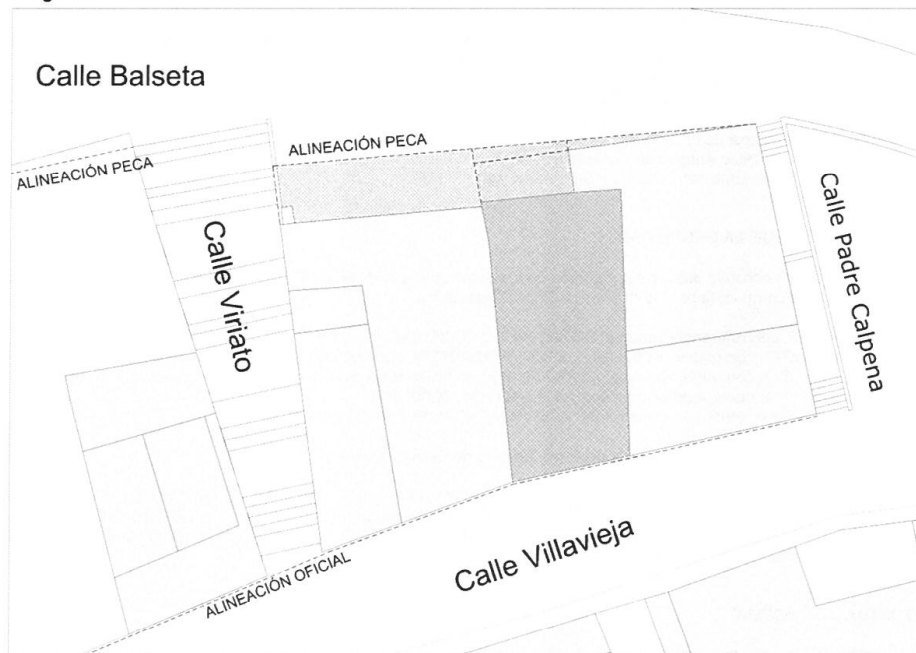 Calle Balseta
ALINEACIÓN PECA
ALINEACIÓN PECA
Calle Viriato
Calle Padre Calpena
ALINEACIÓN OFICIAL
Calle Villavieja